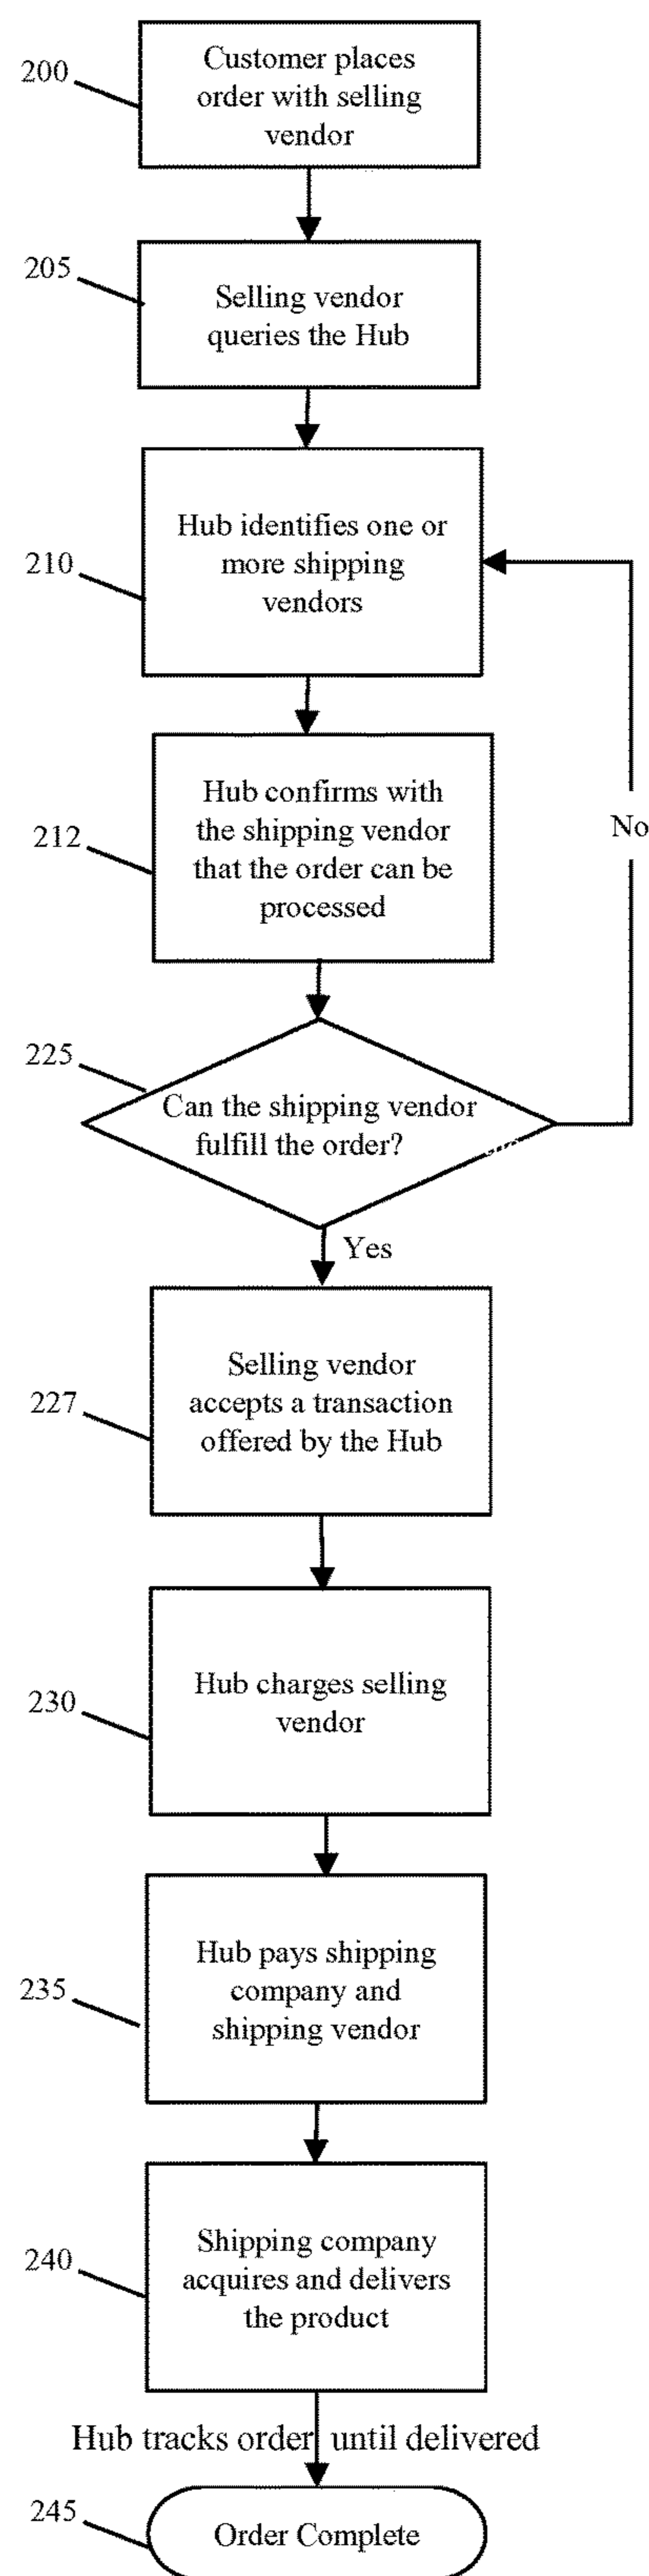 200
Customer places
order with selling
vendor
205
Selling vendor
queries the Hub
210
Hub identifies one or
more shipping
vendors
212
Hub confirms with
the shipping vendor
that the order can be
processed
No
225
Can the shipping vendor
fulfill the order?
Yes
227
Selling vendor
accepts a transaction
offered by the Hub
230
Hub charges selling
vendor
235
Hub pays shipping
company and
shipping vendor
240
Shipping company
acquires and delivers
the product
Hub tracks order until delivered
245
Order Complete